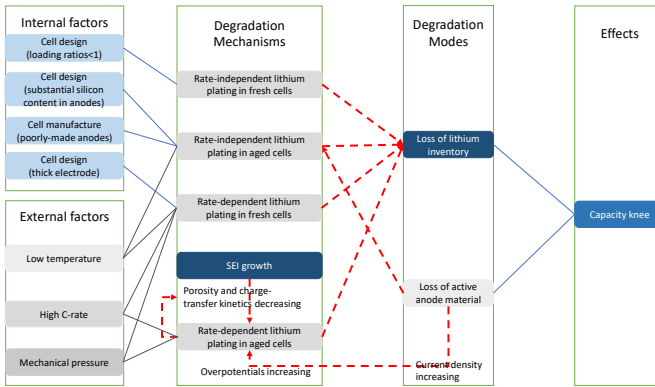 Internal factors
Cell design
(loading ratios<1)
Cell design
(substantial silicon
content in anodes)
Cell manufacture
(poorly-made anodes)
Cell design
(thick electrode)
External factors
Low temperature
High C-rate
Mechanical pressure
Degradation
Mechanisms
Rate-independent lithium
plating in fresh cells
Rate-independent lithium
plating in aged cells
Rate-dependent lithium
plating in fresh cells
SEI growth
Porosity and charge-
transfer kinetics decreasing
Rate-dependent lithium
plating in aged cells
Overpotentials increasing
Degradation
Modes
Loss of lithium
inventory
Loss of active
anode material
Current density
increasing
Effects
Capacity knee